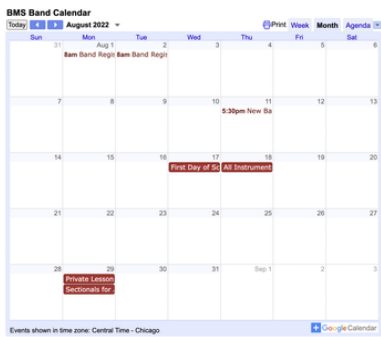 BMS Band Calendar
Today August 2022 Print Week Month Agenda
Sun Mon Tue Wed Thu Fri Sat
31 Aug 1 2 3 4 5 6
8am Band Regis 8am Band Regis
7 8 9 10 11 12 13
5:30pm New Ba
14 15 16 17 18 19 20
First Day of Sc All Instrument
21 22 23 24 25 26 27
28 29 30 31 Sep 1 2 3
Private Lesson
Sectionals for
Events shown in time zone: Central Time - Chicago
Google Calendar